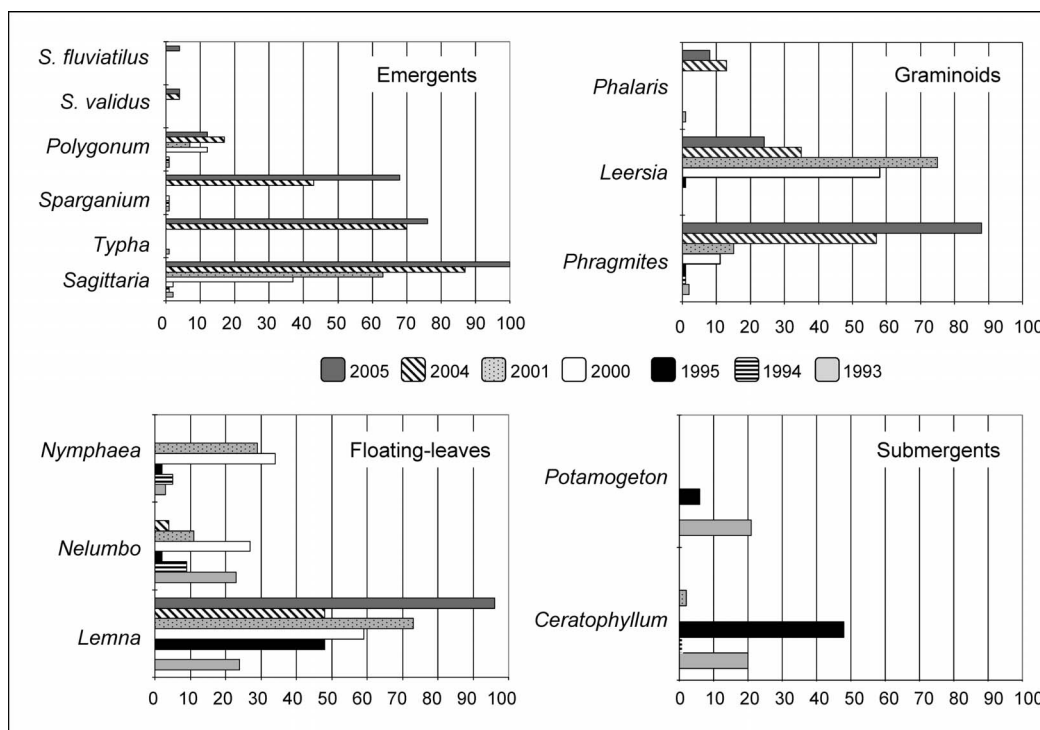 S. fluviatilus
Emergents
S. validus
Polygonum
Sparganium
Typha
Sagittaria
0 10 20 30 40 50 60 70 80 90 100
Graminoids
Phalaris
Leersia
Phragmites
0 10 20 30 40 50 60 70 80 90 100
2005 2004 2001 2000 1995 1994 1993
Nymphaea
Floating-leaves
Nelumbo
Lemna
0 10 20 30 40 50 60 70 80 90 100
Submergents
Potamogeton
Ceratophyllum
0 10 20 30 40 50 60 70 80 90 100